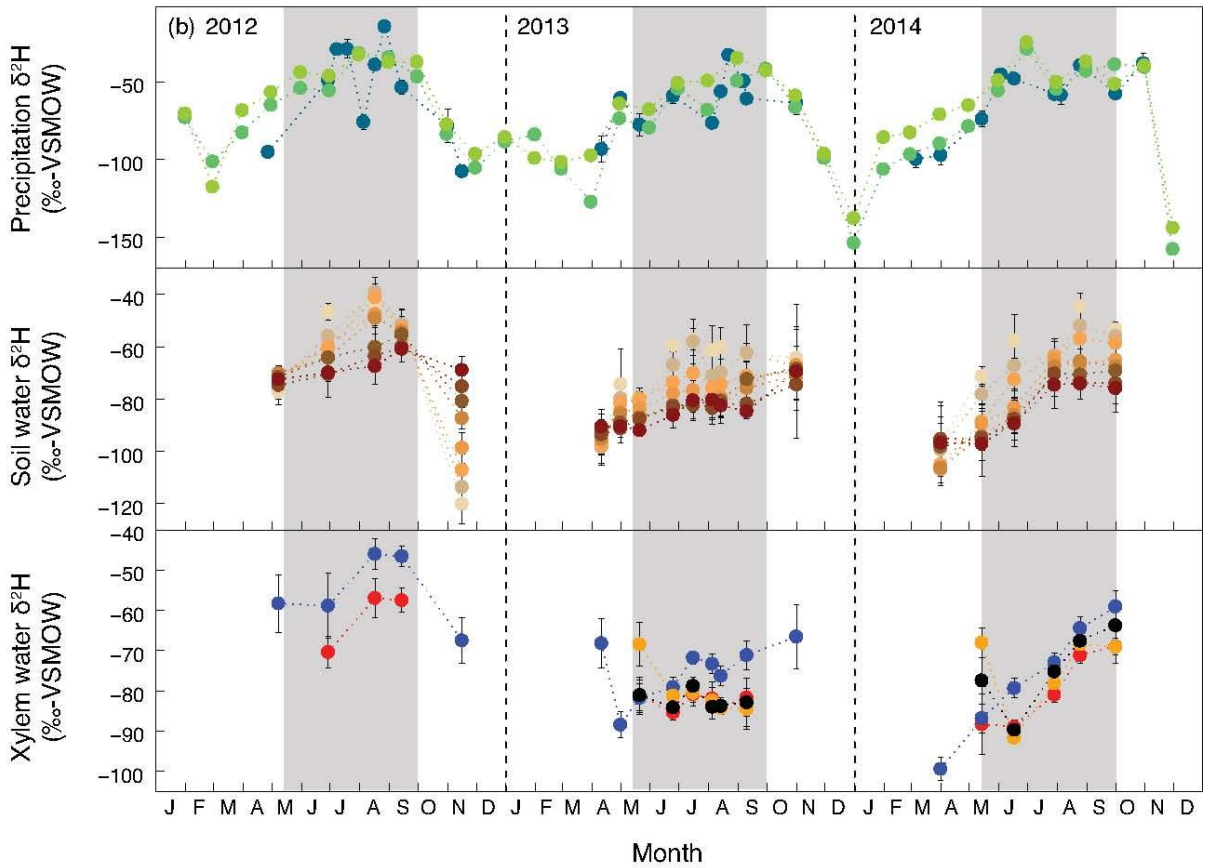 (b) 2012
2013
2014
Precipitation δ²H
(‰-VSMOW)
−50
−100
−150
Soil water δ²H
(‰-VSMOW)
−40
−60
−80
−100
−120
Xylem water δ²H
(‰-VSMOW)
−40
−50
−60
−70
−80
−90
−100
J F M A M J J A S O N D J F M A M J J A S O N D J F M A M J J A S O N D
Month